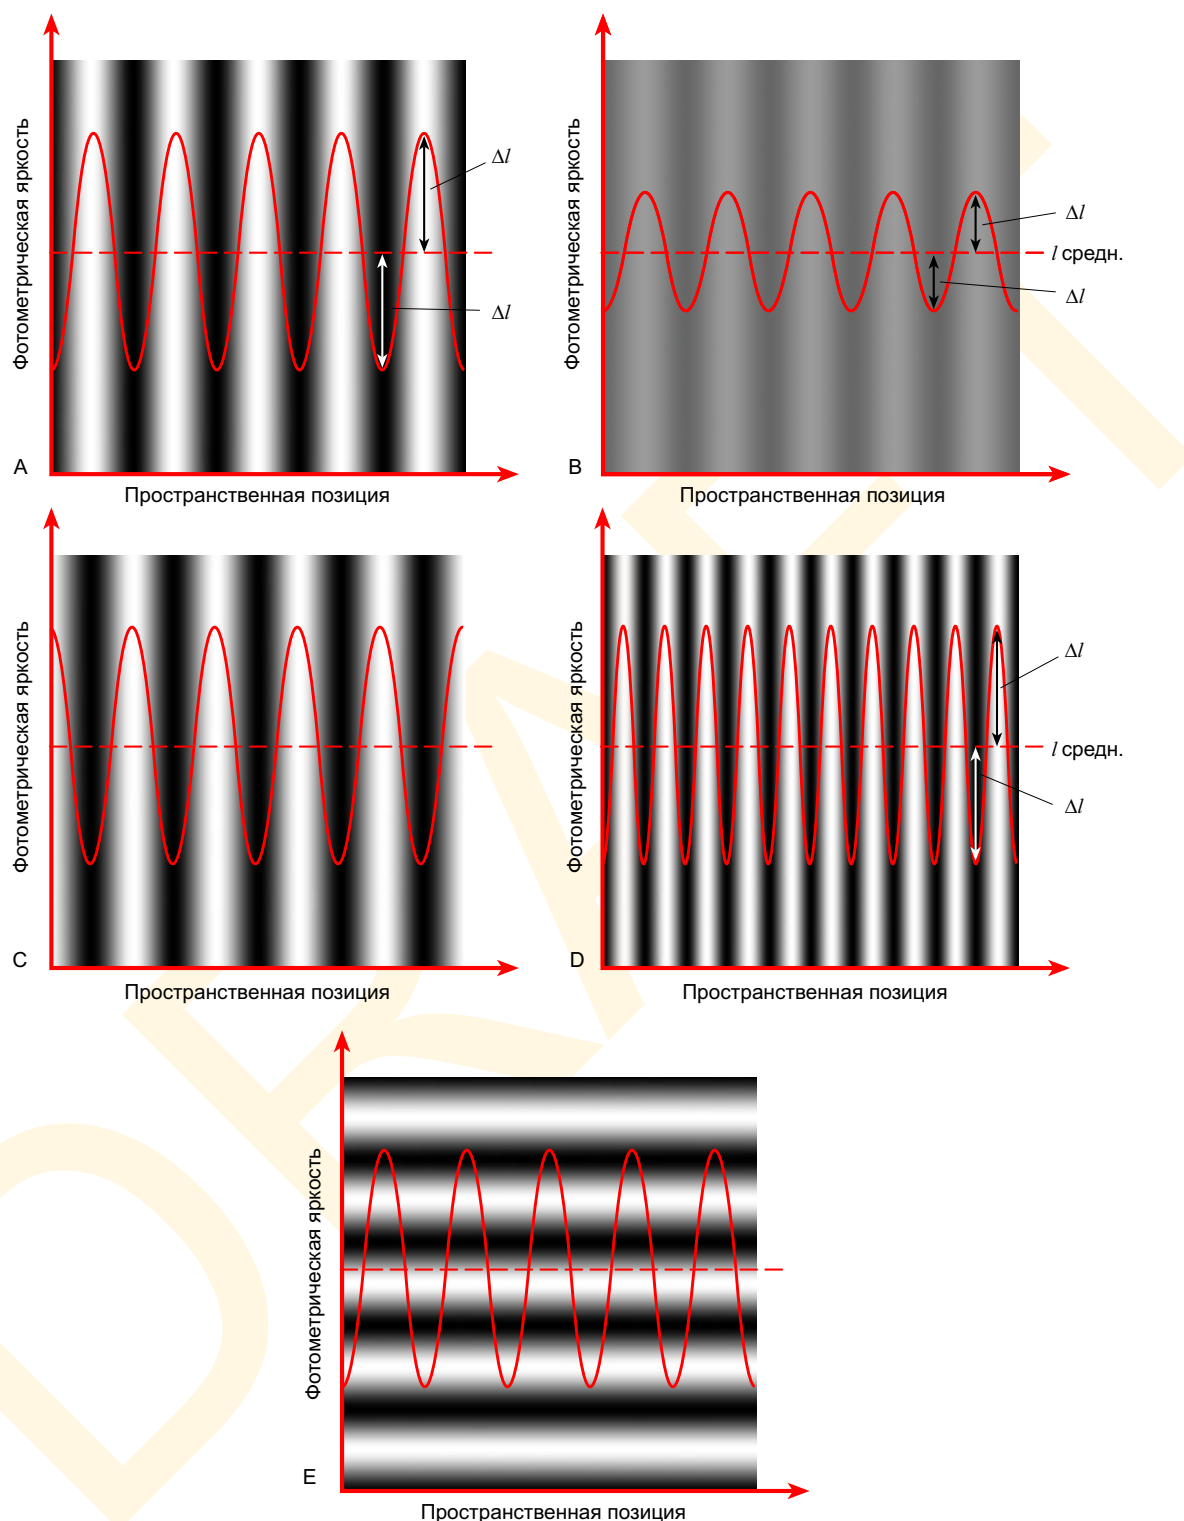 Фотометрическая яркость
Δl
Δl
A
Пространственная позиция
Фотометрическая яркость
Δl
l средн.
Δl
B
Пространственная позиция
Фотометрическая яркость
C
Пространственная позиция
Фотометрическая яркость
Δl
l средн.
Δl
D
Пространственная позиция
Фотометрическая яркость
E
Пространственная позиция
DRAFT